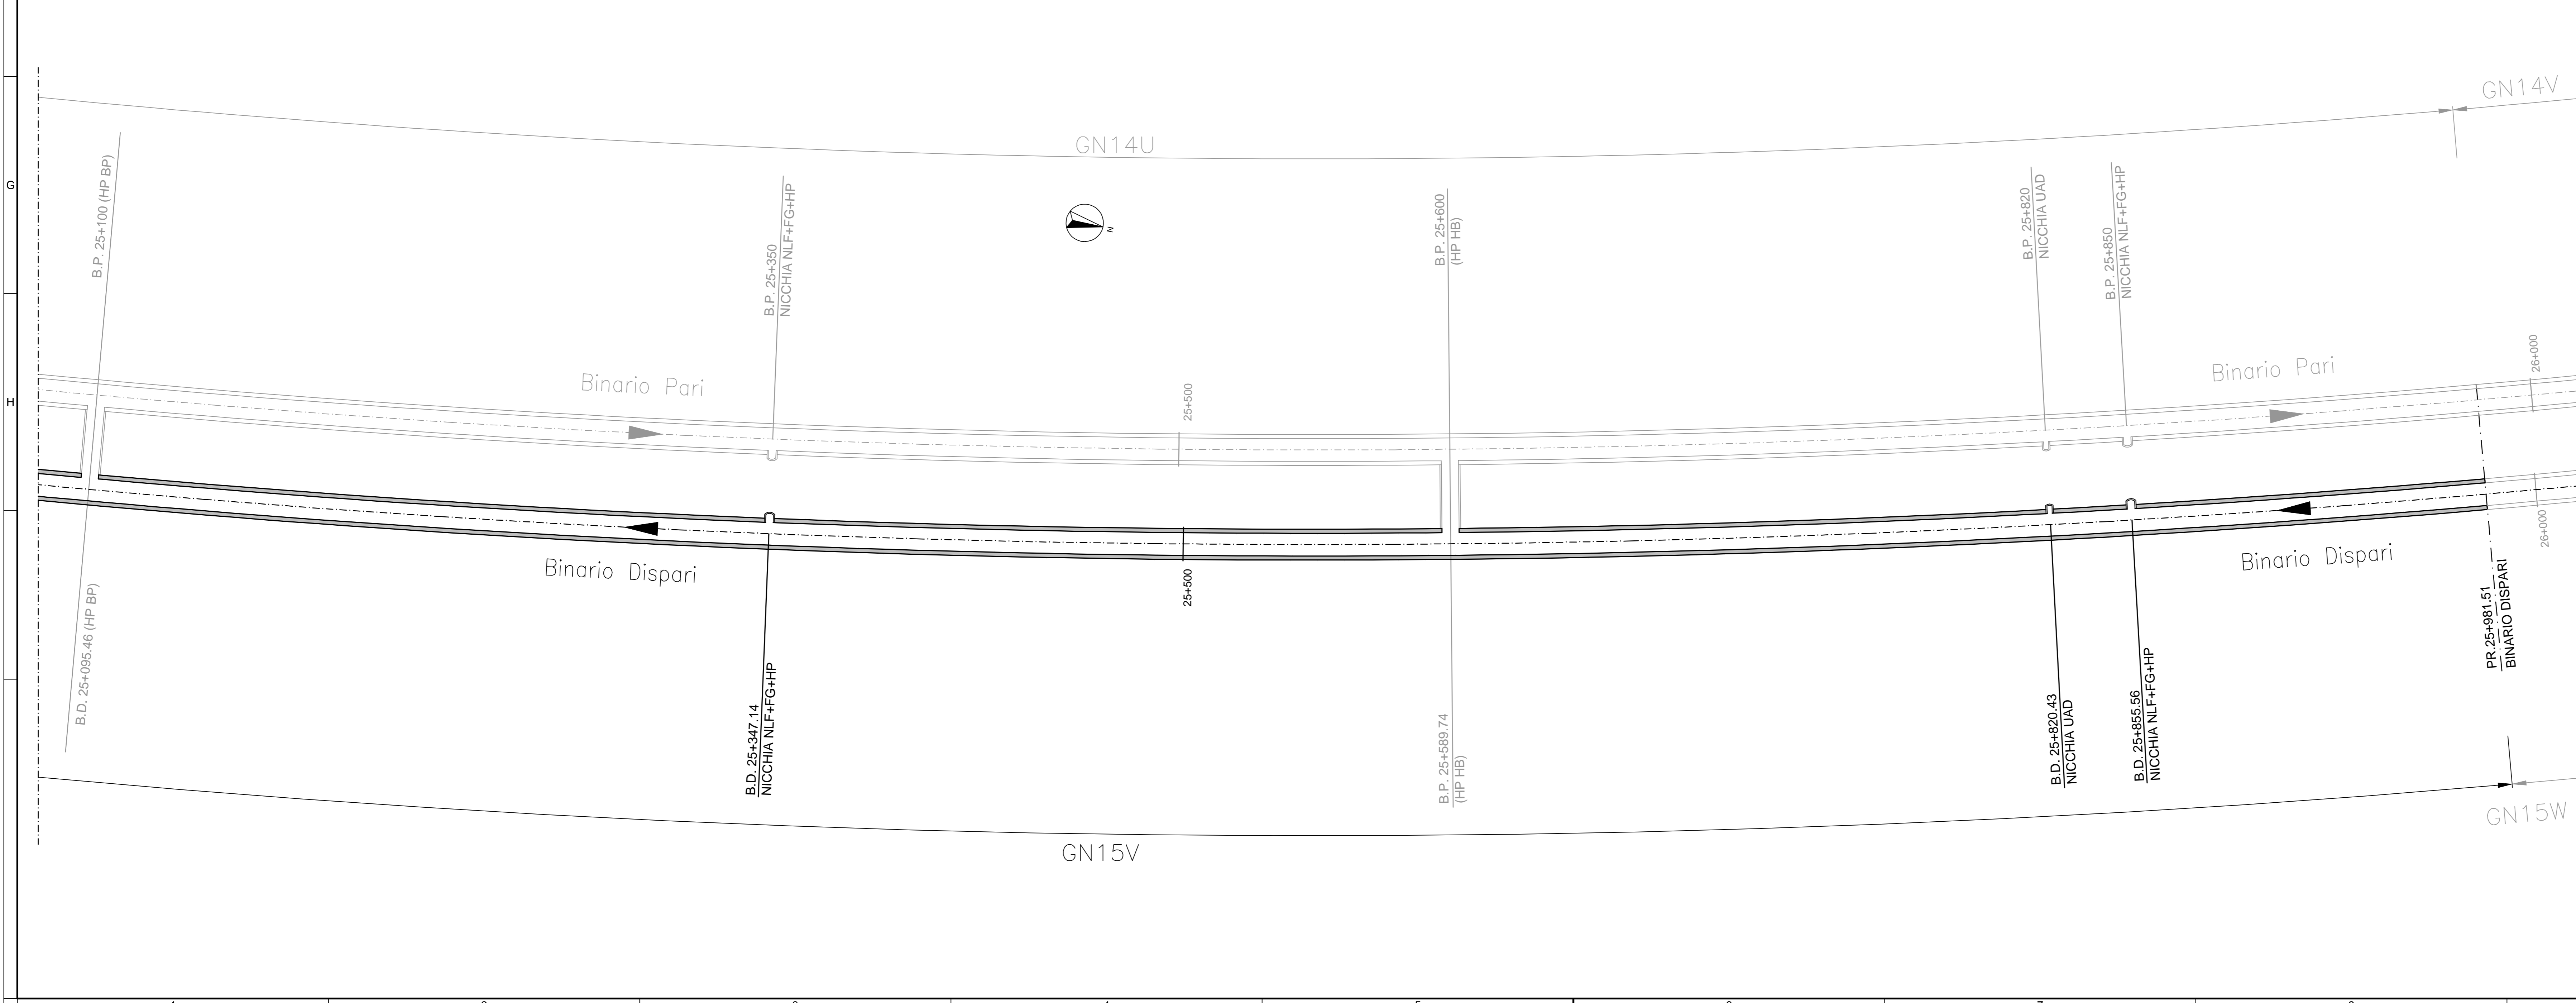 GN14V
GN14U
G
B.P. 25+100 (HP BP)
B.P. 25+350
NICCHIA NLF+FG+HP
N
B.P. 25+600
(HP HB)
B.P. 25+820
NICCHIA UAD
B.P. 25+850
NICCHIA NLF+FG+HP
H
Binario Pari
25+500
Binario Pari
26+000
Binario Dispari
25+500
Binario Dispari
26+000
B.D. 25+095.46 (HP BP)
B.D. 25+347.14
NICCHIA NLF+FG+HP
B.P. 25+589.74
(HP HB)
B.D. 25+820.43
NICCHIA UAD
B.D. 25+855.56
NICCHIA NLF+FG+HP
PR.25+981.51
BINARIO DISPARI
GN15V
GN15W